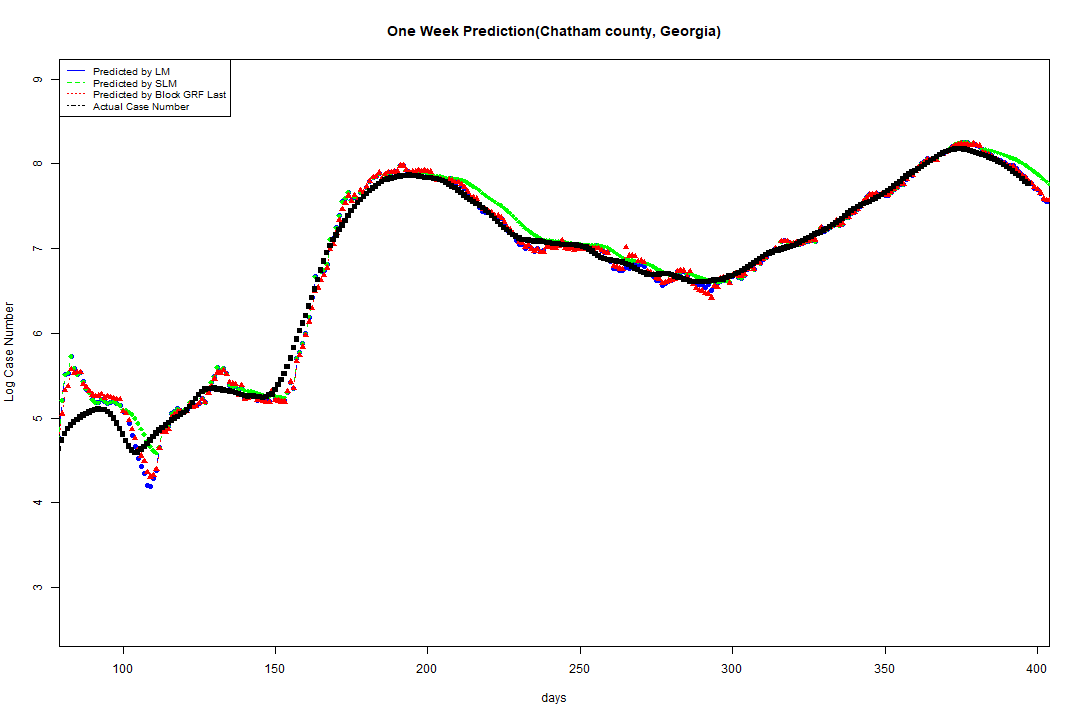 One Week Prediction(Chatham county, Georgia)
Predicted by LM
Predicted by SLM
Predicted by Block GRF Last
Actual Case Number
9
8
7
6
5
4
3
Log Case Number
100 150 200 250 300 350 400
days